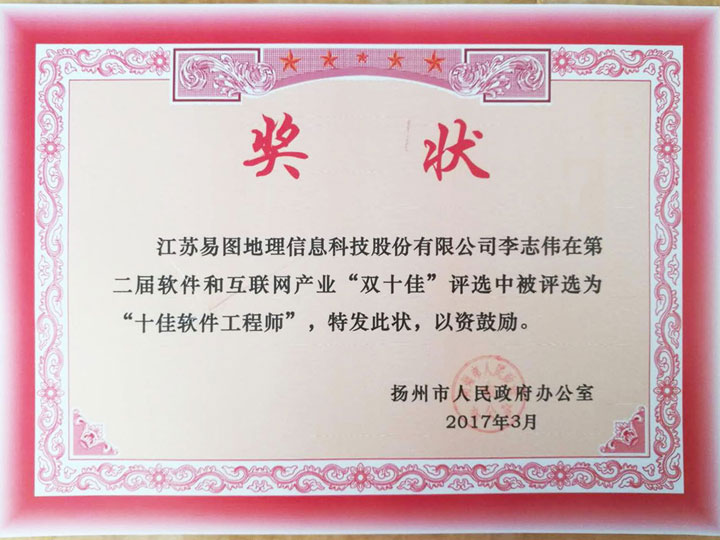 奖 状
江苏易图地理信息科技股份有限公司李志伟在第
二届软件和互联网产业“双十佳”评选中被评选为
“十佳软件工程师”，特发此状，以资鼓励。
扬州市人民政府办公室
2017年3月